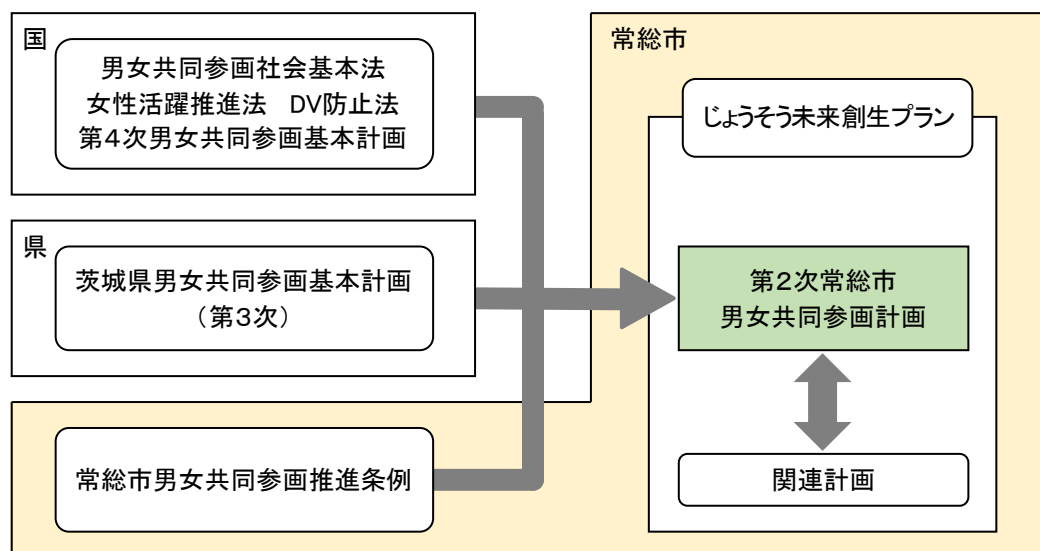 国
男女共同参画社会基本法
女性活躍推進法　DV防止法
第4次男女共同参画基本計画
県
茨城県男女共同参画基本計画
（第3次）
常総市男女共同参画推進条例
常総市
じょうそう未来創生プラン
第2次常総市
男女共同参画計画
関連計画